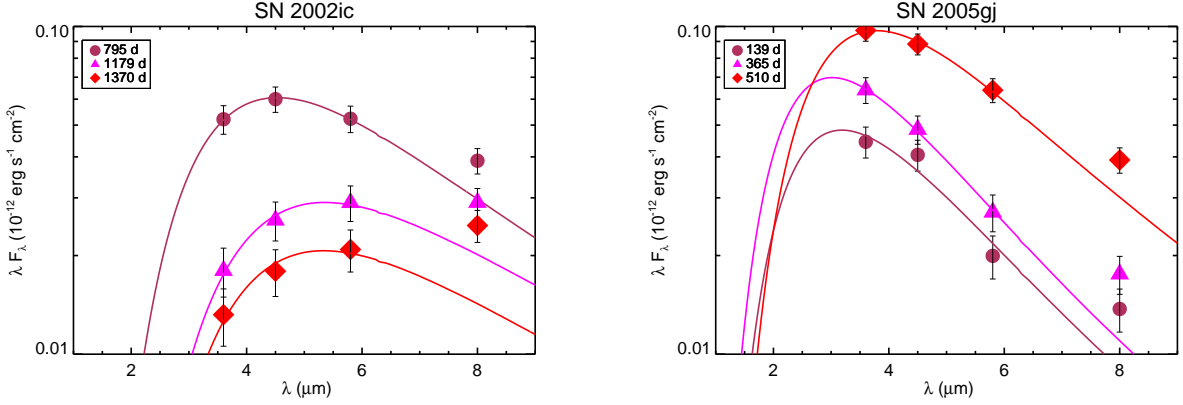 SN 2002ic
0.10
795 d
1179 d
1370 d
λ Fλ (10⁻¹² erg s⁻¹ cm⁻²)
0.01
2 4 6 8
λ (μm)
SN 2005gj
0.10
139 d
365 d
510 d
λ Fλ (10⁻¹² erg s⁻¹ cm⁻²)
0.01
2 4 6 8
λ (μm)